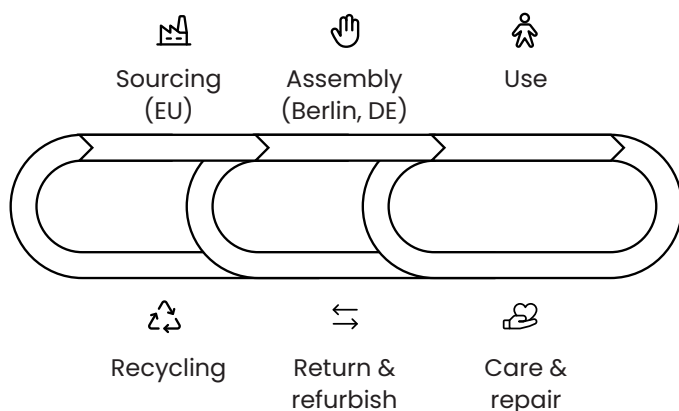 Sourcing
(EU)
Assembly
(Berlin, DE)
Use
Recycling
Return &
refurbish
Care &
repair